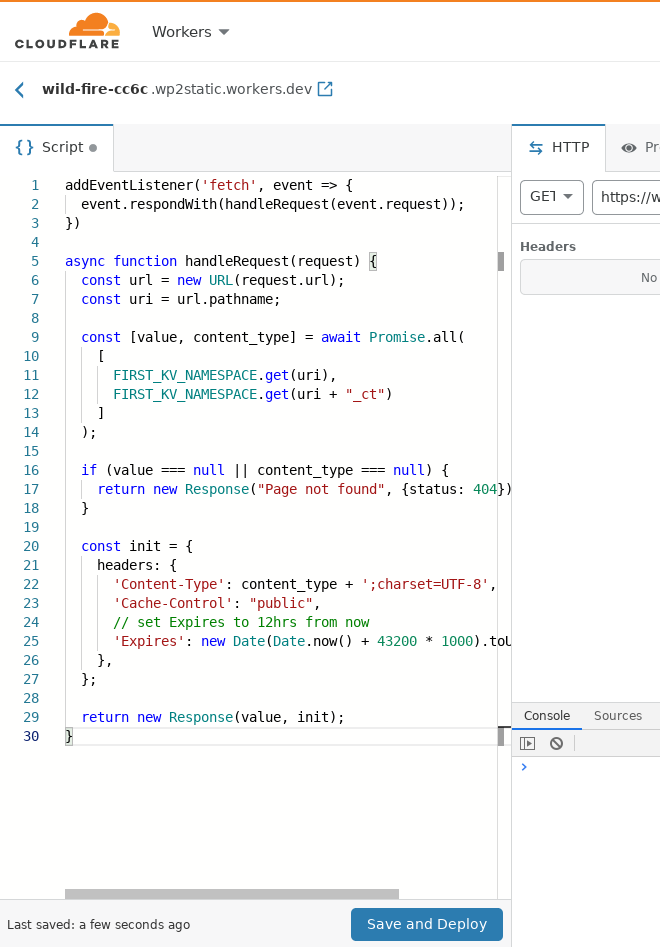 CLOUDFLARE
Workers
wild-fire-cc6c.wp2static.workers.dev
{} Script
1 addEventListener('fetch', event => {
2   event.respondWith(handleRequest(event.request));
3 })
4
5 async function handleRequest(request) {
6   const url = new URL(request.url);
7   const uri = url.pathname;
8
9   const [value, content_type] = await Promise.all(
10     [
11       FIRST_KV_NAMESPACE.get(uri),
12       FIRST_KV_NAMESPACE.get(uri + "_ct")
13     ]
14   );
15
16   if (value === null || content_type === null) {
17     return new Response("Page not found", {status: 404})
18   }
19
20   const init = {
21     headers: {
22       'Content-Type': content_type + ';charset=UTF-8',
23       'Cache-Control': "public",
24       // set Expires to 12hrs from now
25       'Expires': new Date(Date.now() + 43200 * 1000).toU
26     },
27   };
28
29   return new Response(value, init);
30 }
Last saved: a few seconds ago
Save and Deploy
HTTP
Pr
GET
https://w
Headers
No
Console Sources